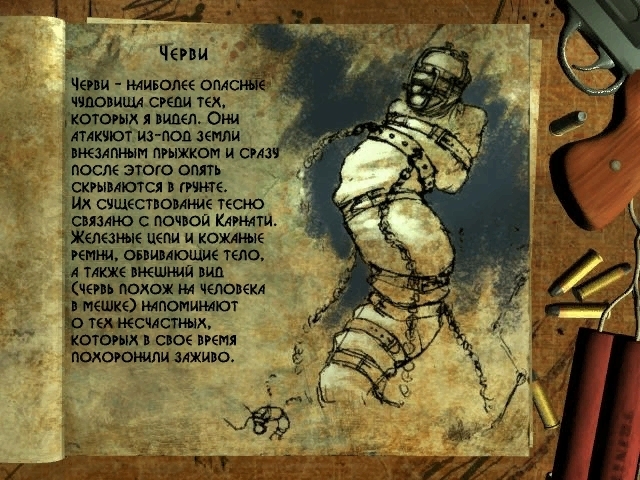 Черви
Черви - наиболее опасные
чудовища среди тех,
которых я видел. Они
атакуют из-под земли
внезапным прыжком и сразу
после этого опять
скрываются в грунте.
Их существование тесно
связано с почвой Карнати.
Железные цепи и кожаные
ремни, обвивающие тело,
а также внешний вид
(червь похож на человека
в мешке) напоминают
о тех несчастных,
которых в свое время
похоронили заживо.